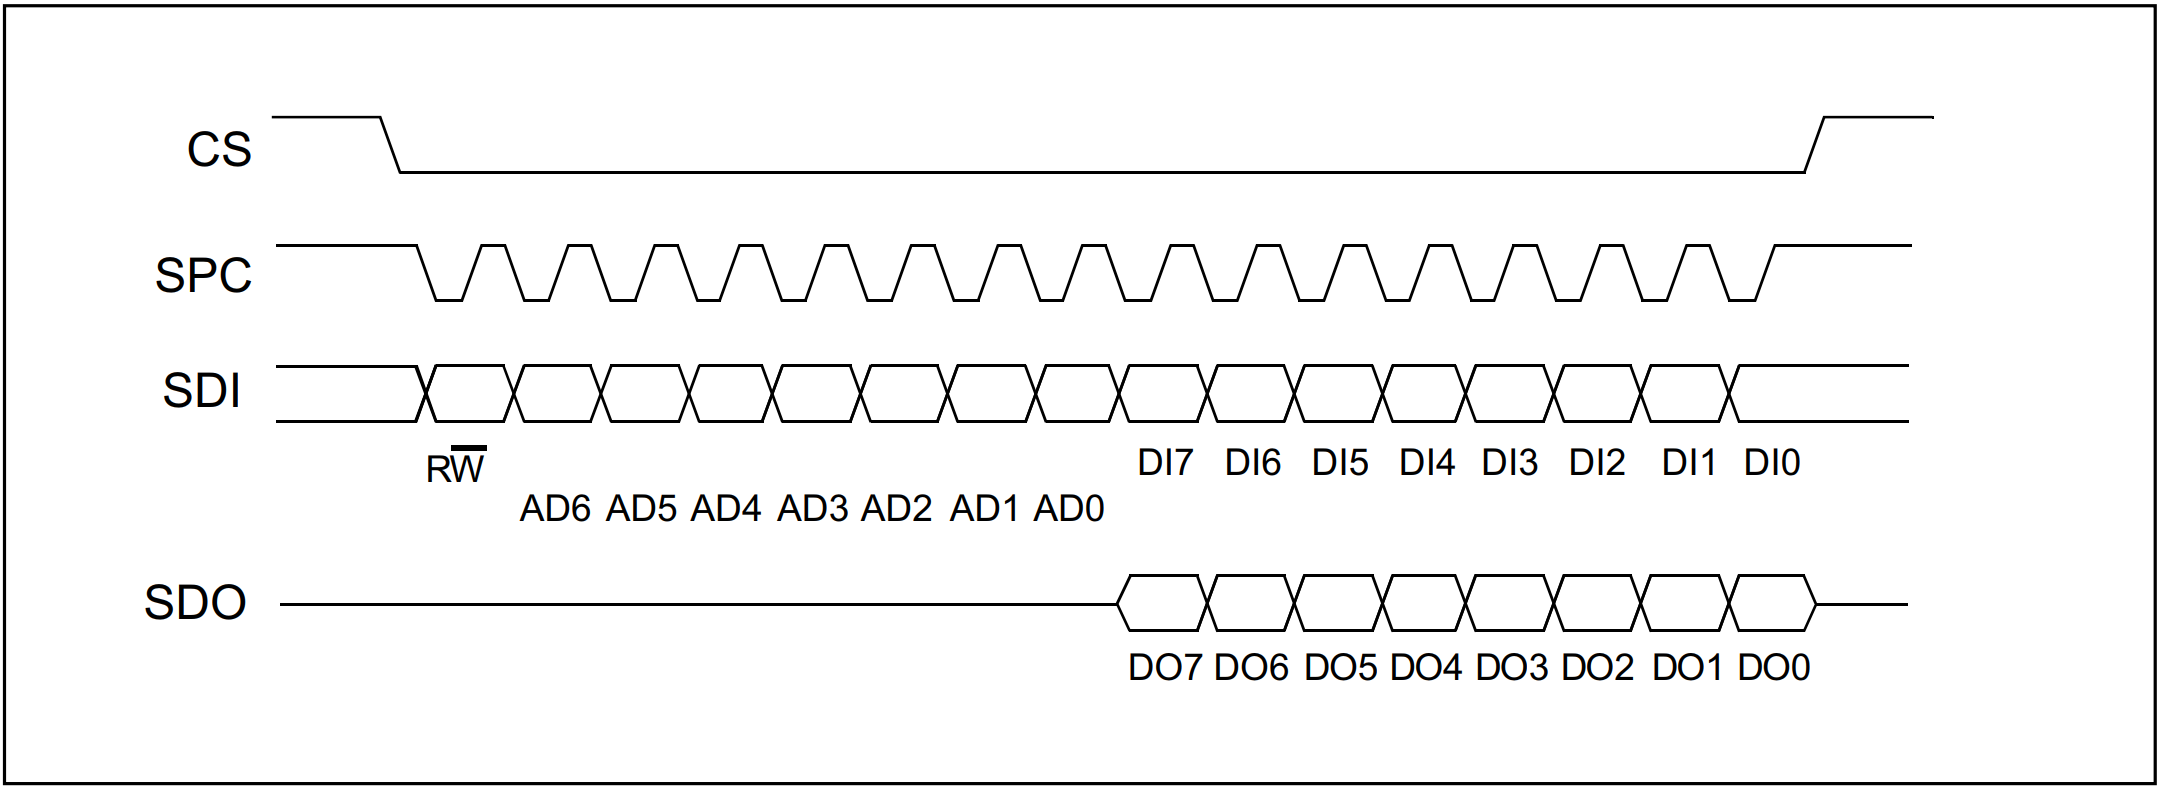 CS
SPC
SDI
RW
DI7 DI6 DI5 DI4 DI3 DI2 DI1 DI0
AD6 AD5 AD4 AD3 AD2 AD1 AD0
SDO
DO7 DO6 DO5 DO4 DO3 DO2 DO1 DO0